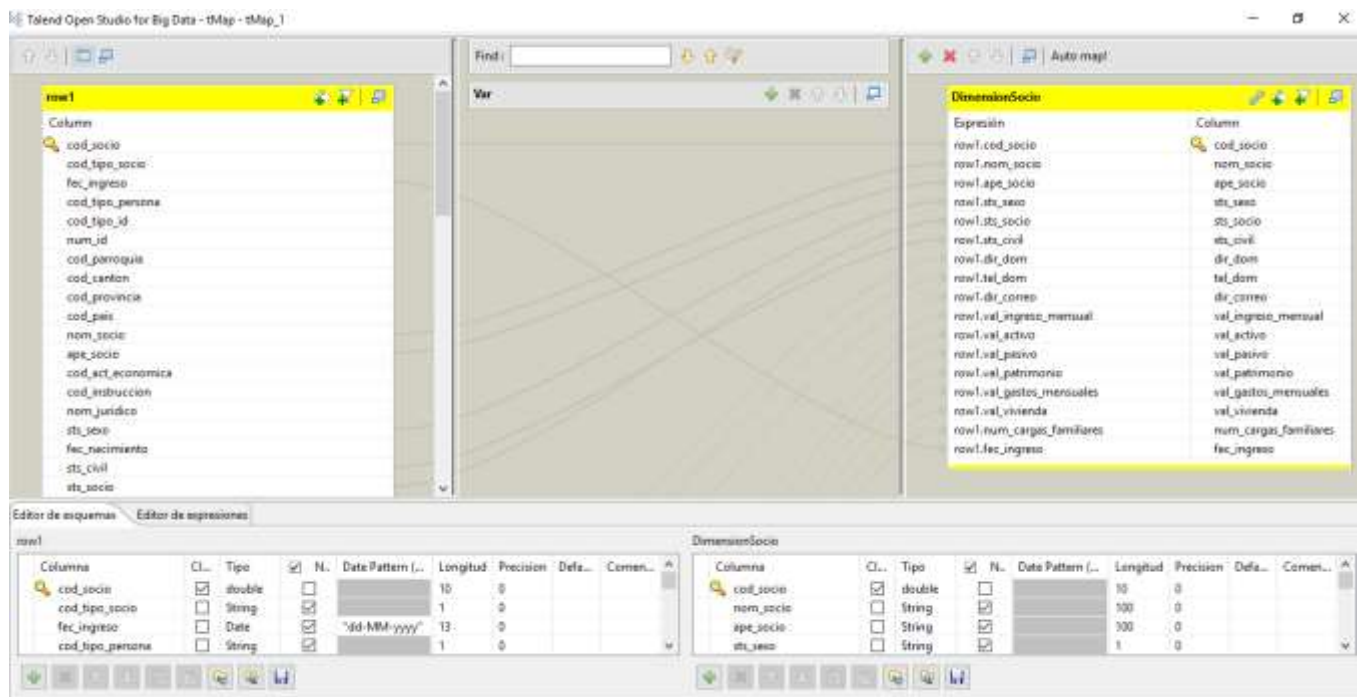 Talend Open Studio for Big Data - tMap - tMap_1
Find :
Auto map!
row1
Column
cod_socio
cod_tipo_socio
fec_ingreso
cod_tipo_persona
cod_tipo_id
num_id
cod_parroquia
cod_canton
cod_provincia
cod_pais
nom_socio
ape_socio
cod_act_economica
cod_instruccion
nom_juridico
sts_sexo
fec_nacimiento
sts_civil
sts_socio
Var
DimensionSocio
Expresión Column
row1.cod_socio cod_socio
row1.nom_socio nom_socio
row1.ape_socio ape_socio
row1.sts_sexo sts_sexo
row1.sts_socio sts_socio
row1.sts_civil sts_civil
row1.dir_dom dir_dom
row1.tel_dom tel_dom
row1.dir_correo dir_correo
row1.val_ingreso_mensual val_ingreso_mensual
row1.val_activo val_activo
row1.val_pasivo val_pasivo
row1.val_patrimonio val_patrimonio
row1.val_gastos_mensuales val_gastos_mensuales
row1.val_vivienda val_vivienda
row1.num_cargas_familiares num_cargas_familiares
row1.fec_ingreso fec_ingreso
Editor de esquemas Editor de expresiones
row1
Columna Cl... Tipo N.. Date Pattern (... Longitud Precision Defa... Comen...
cod_socio double 10 0
cod_tipo_socio String 1 0
fec_ingreso Date "dd-MM-yyyy" 13 0
cod_tipo_persona String 1 0
DimensionSocio
Columna Cl... Tipo N.. Date Pattern (... Longitud Precision Defa... Comen...
cod_socio double 10 0
nom_socio String 100 0
ape_socio String 100 0
sts_sexo String 1 0